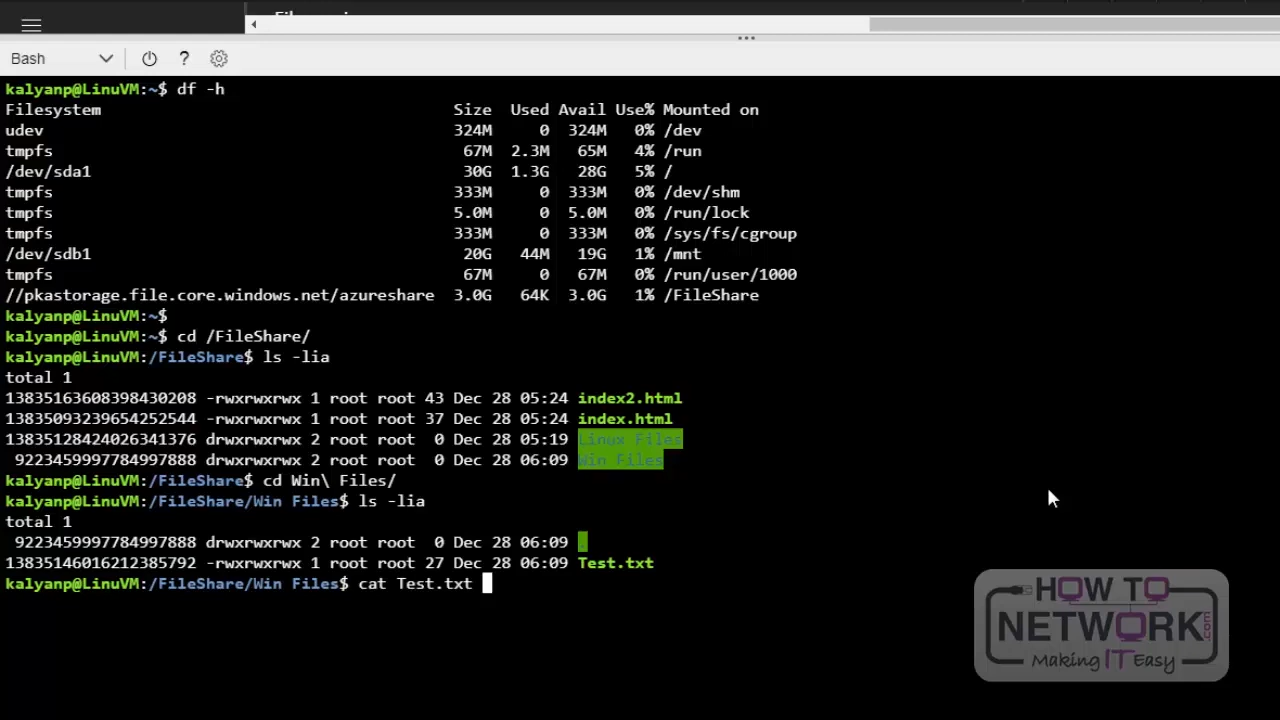 Bash ?
kalyanp@LinuVM:~$ df -h
Filesystem Size Used Avail Use% Mounted on
udev 324M 0 324M 0% /dev
tmpfs 67M 2.3M 65M 4% /run
/dev/sda1 30G 1.3G 28G 5% /
tmpfs 333M 0 333M 0% /dev/shm
tmpfs 5.0M 0 5.0M 0% /run/lock
tmpfs 333M 0 333M 0% /sys/fs/cgroup
/dev/sdb1 20G 44M 19G 1% /mnt
tmpfs 67M 0 67M 0% /run/user/1000
//pkastorage.file.core.windows.net/azureshare 3.0G 64K 3.0G 1% /FileShare
kalyanp@LinuVM:~$
kalyanp@LinuVM:~$ cd /FileShare/
kalyanp@LinuVM:/FileShare$ ls -lia
total 1
13835163608398430208 -rwxrwxrwx 1 root root 43 Dec 28 05:24 index2.html
13835093239654252544 -rwxrwxrwx 1 root root 37 Dec 28 05:24 index.html
13835128424026341376 drwxrwxrwx 2 root root 0 Dec 28 05:19 Linux Files
9223459997784997888 drwxrwxrwx 2 root root 0 Dec 28 06:09 Win Files
kalyanp@LinuVM:/FileShare$ cd Win\ Files/
kalyanp@LinuVM:/FileShare/Win Files$ ls -lia
total 1
9223459997784997888 drwxrwxrwx 2 root root 0 Dec 28 06:09 .
13835146016212385792 -rwxrwxrwx 1 root root 27 Dec 28 06:09 Test.txt
kalyanp@LinuVM:/FileShare/Win Files$ cat Test.txt
HOW TO
NETWORK.com
Making IT Easy